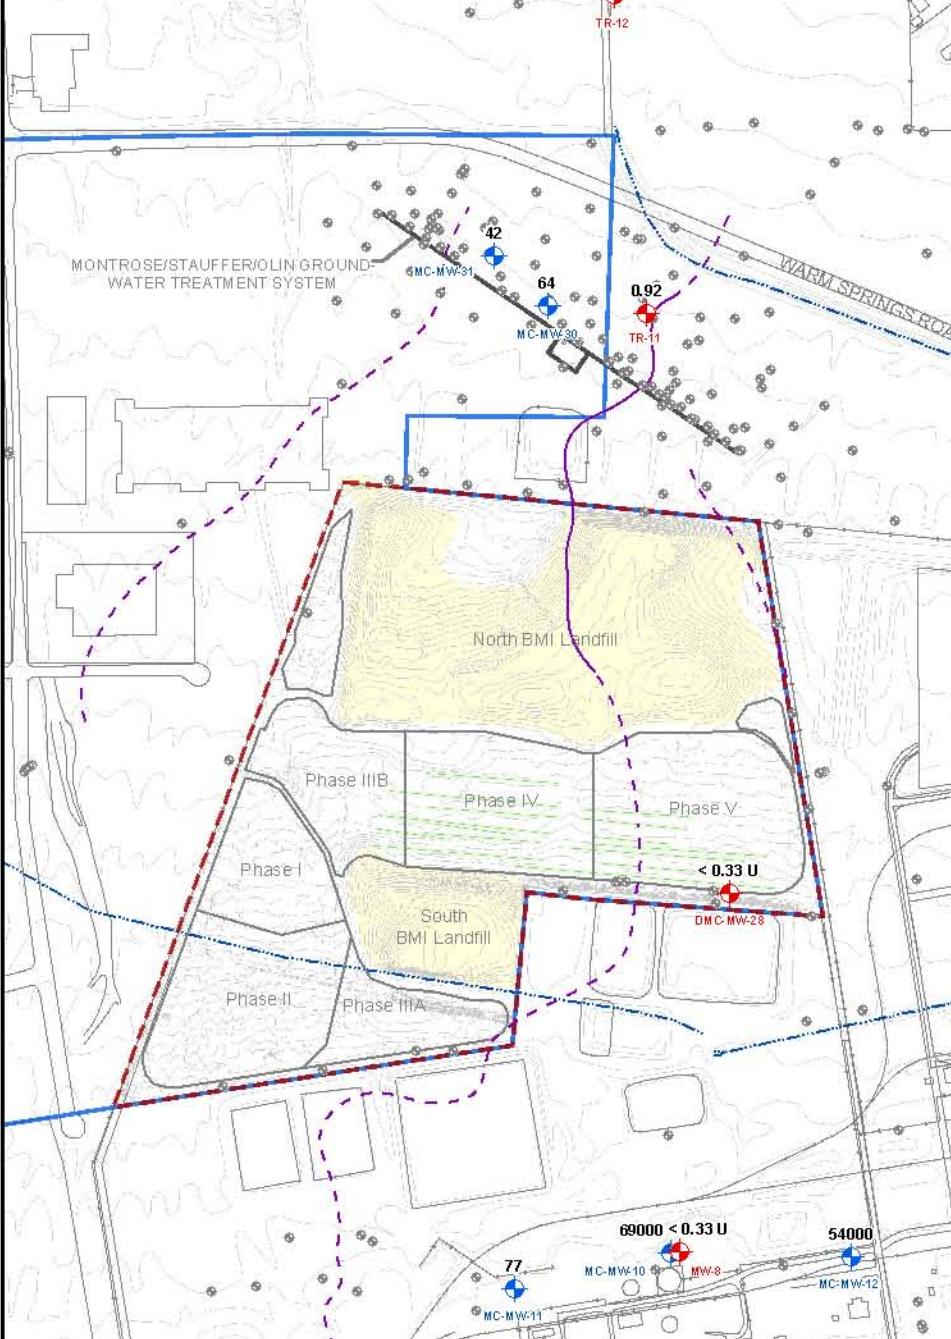 TR-12
42
MC-MW-31
MONTROSE/STAUFFER/OLIN GROUND-
WATER TREATMENT SYSTEM
64
MC-MW-30
0.92
TR-11
WARM SPRINGS ROA
North BMI Landfill
Phase IIIB
Phase IV
Phase V
Phase I
< 0.33 U
DMC-MW-28
South
BMI Landfill
Phase II
Phase IIIA
69000 < 0.33 U
MC-MW-10
MW-8
54000
MC-MW-12
77
MC-MW-11